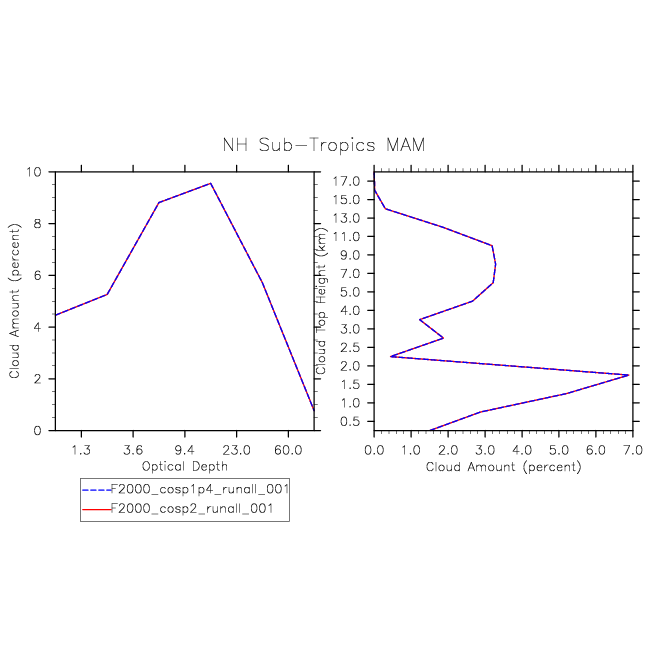 NH Sub-Tropics MAM
Cloud Amount (percent)
10
8
6
4
2
0
1.3 3.6 9.4 23.0 60.0
Optical Depth
Cloud Top Height (km)
17.0
15.0
13.0
11.0
9.0
7.0
5.0
4.0
3.0
2.5
2.0
1.5
1.0
0.5
0.0 1.0 2.0 3.0 4.0 5.0 6.0 7.0
Cloud Amount (percent)
F2000_cosp1p4_runall_001
F2000_cosp2_runall_001